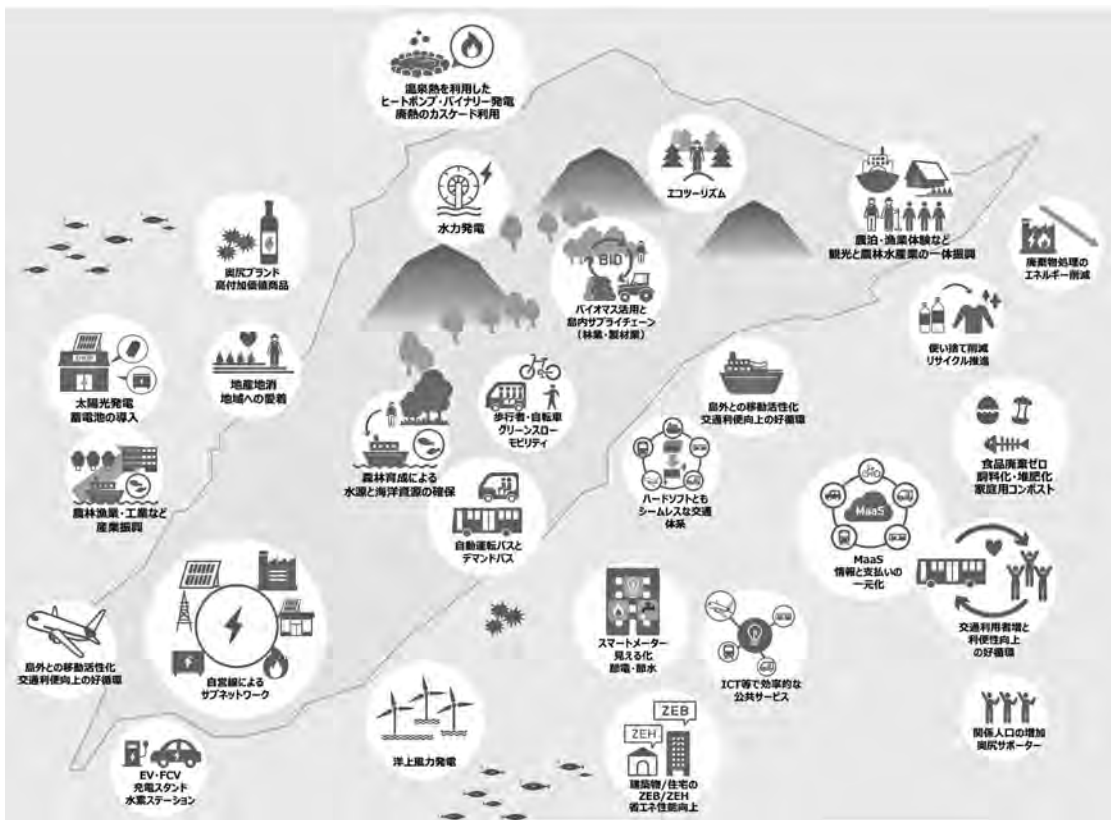 温泉熱を利用した
ヒートポンプ・バイナリー発電
廃熱のカスケード利用
水力発電
エコツーリズム
農泊・漁業体験など
観光と農林水産業の一体振興
廃棄物処理の
エネルギー削減
奥尻ブランド
高付加価値商品
BIO
バイオマス活用と
島内サプライチェーン
(林業・製材業)
使い捨て削減
リサイクル推進
SHOP
太陽光発電
蓄電池の導入
地産地消
地域への愛着
歩行者・自転車
グリーンスロー
モビリティ
島外との移動活性化
交通利便向上の好循環
食品廃棄ゼロ
飼料化・堆肥化
家庭用コンポスト
農林漁業・工業など
産業振興
森林育成による
水源と海洋資源の確保
ハードソフトとも
シームレスな交通
体系
自動運転バスと
デマンドバス
MaaS
MaaS
情報と支払いの
一元化
交通利用者増と
利便性向上
の好循環
島外との移動活性化
交通利便向上の好循環
自営線による
サブネットワーク
スマートメーター
見える化
節電・節水
ICT等で効率的な
公共サービス
洋上風力発電
ZEB
ZEH
建築物/住宅の
ZEB/ZEH
省エネ性能向上
関係人口の増加
奥尻サポーター
EV・FCV
充電スタンド
水素ステーション